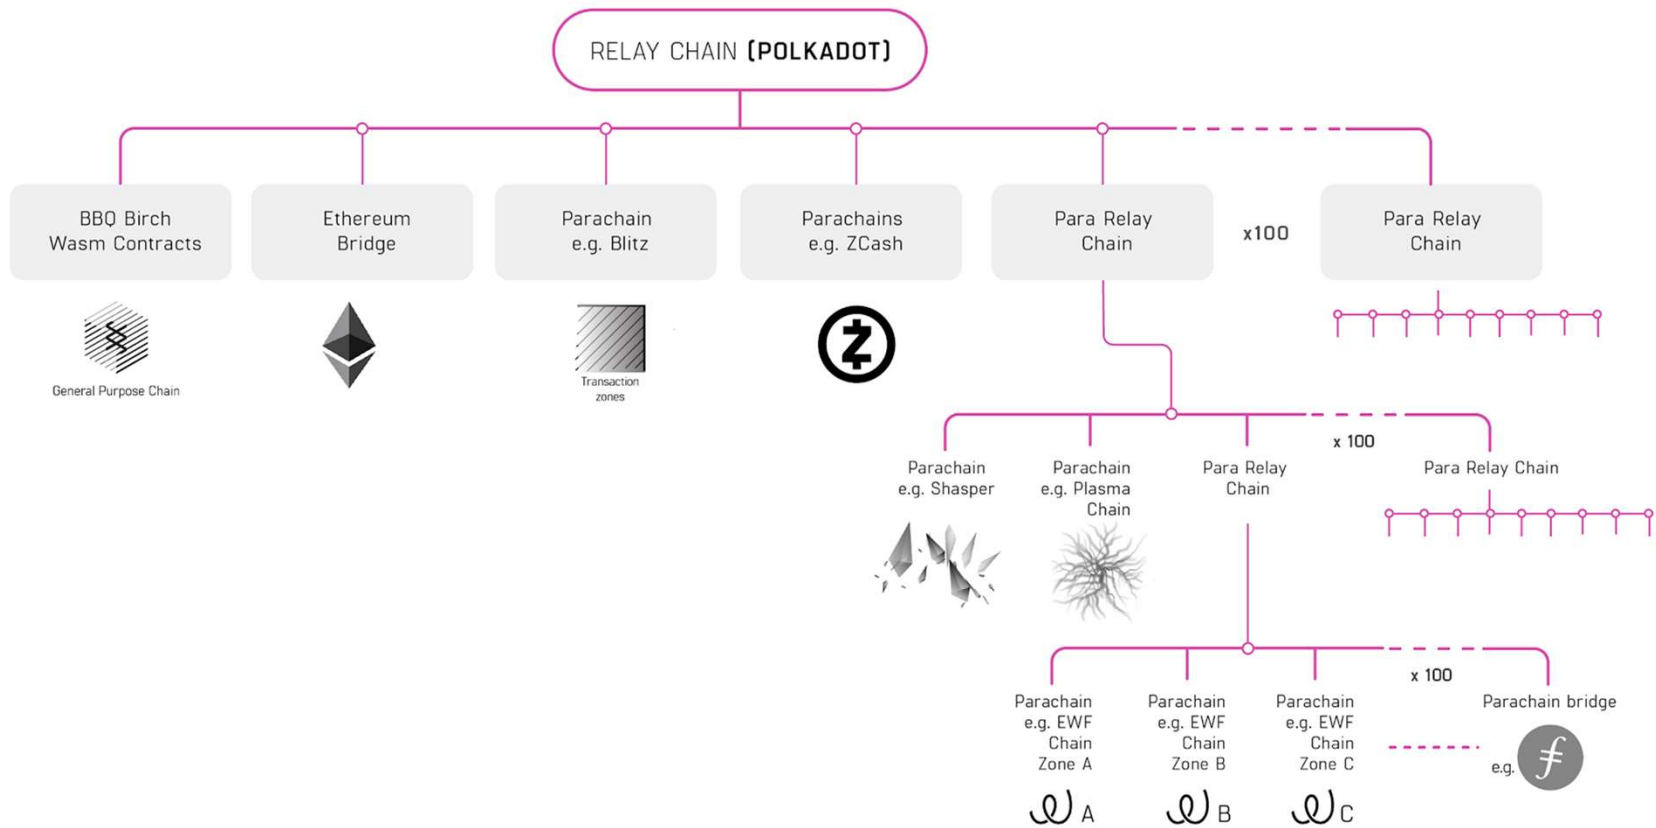 RELAY CHAIN (POLKADOT)
BBQ Birch
Wasm Contracts
Ethereum
Bridge
Parachain
e.g. Blitz
Parachains
e.g. ZCash
Para Relay
Chain
x100
Para Relay
Chain
General Purpose Chain
Transaction
zones
x 100
Parachain
e.g. Shasper
Parachain
e.g. Plasma
Chain
Para Relay
Chain
Para Relay Chain
x 100
Parachain
e.g. EWF
Chain
Zone A
Parachain
e.g. EWF
Chain
Zone B
Parachain
e.g. EWF
Chain
Zone C
Parachain bridge
e.g.
A
B
C